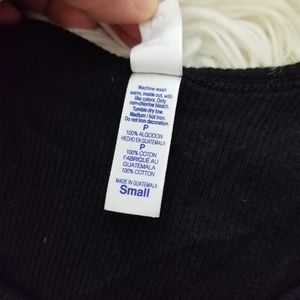 Machine wash
warm, inside out, with
like colors. Only
non-chlorine bleach.
Tumble dry low.
Medium / hot iron.
Do not iron decoration.
P
100% ALGODON
HECHO EN GUATEMALA
P
100% COTON
FABRIQUÉ AU
GUATEMALA
100% COTTON
MADE IN GUATEMALA
Small